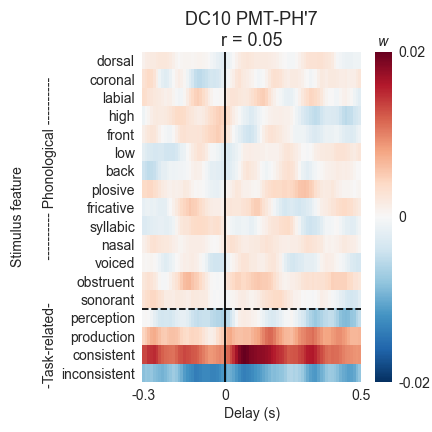 DC10 PMT-PH'7
r = 0.05
w
Stimulus feature
---------- Phonological ----------
-Task-related-
dorsal
coronal
labial
high
front
low
back
plosive
fricative
syllabic
nasal
voiced
obstruent
sonorant
perception
production
consistent
inconsistent
0.02
0
-0.02
-0.3 0 0.5
Delay (s)